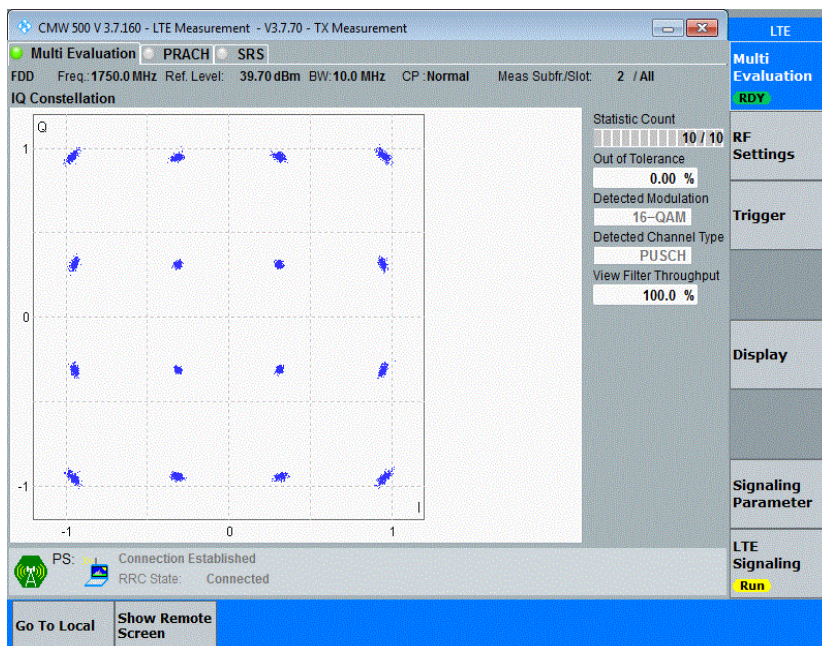 CMW 500 V 3.7.160 - LTE Measurement - V3.7.70 - TX Measurement
LTE
Multi Evaluation PRACH SRS
Multi
Evaluation
RDY
FDD Freq.: 1750.0 MHz Ref. Level: 39.70 dBm BW: 10.0 MHz CP : Normal Meas Subfr./Slot: 2 / All
IQ Constellation
Q
1
0
-1
-1 0 1
I
Statistic Count
10 / 10
Out of Tolerance
0.00 %
Detected Modulation
16-QAM
Detected Channel Type
PUSCH
View Filter Throughput
100.0 %
RF
Settings
Trigger
Display
Signaling
Parameter
LTE
Signaling
Run
PS: Connection Established
RRC State: Connected
Go To Local
Show Remote
Screen